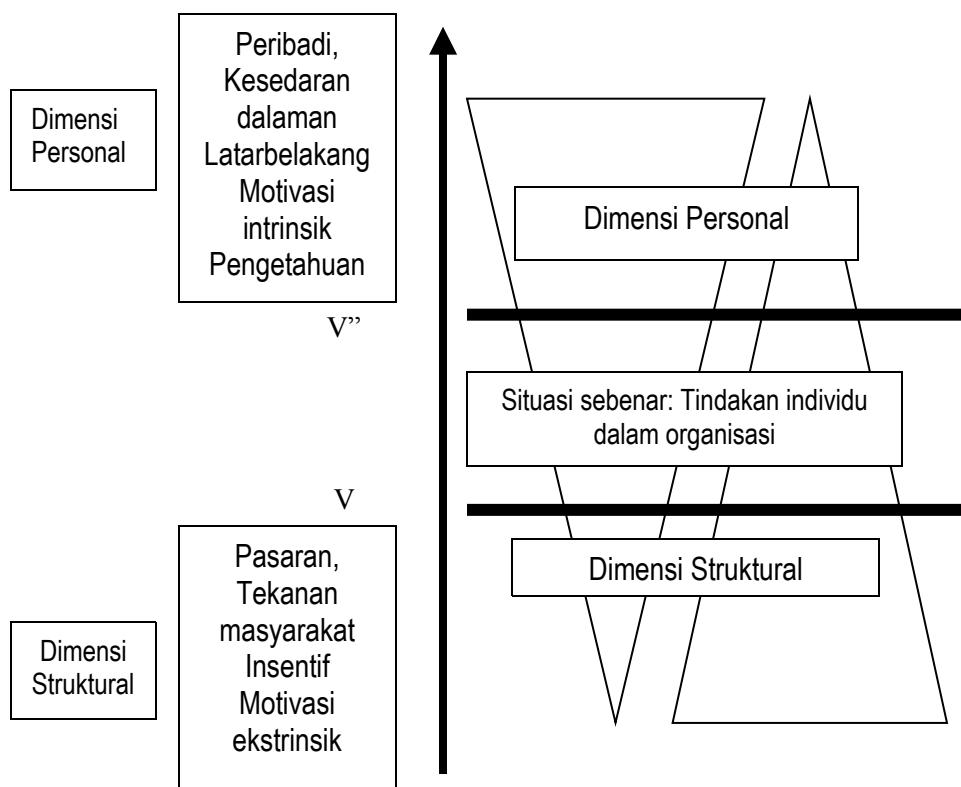 Dimensi
Personal
Peribadi,
Kesedaran
dalaman
Latarbelakang
Motivasi
intrinsik
Pengetahuan
V”
V
Dimensi
Struktural
Pasaran,
Tekanan
masyarakat
Insentif
Motivasi
ekstrinsik
Dimensi Personal
Situasi sebenar: Tindakan individu
dalam organisasi
Dimensi Struktural